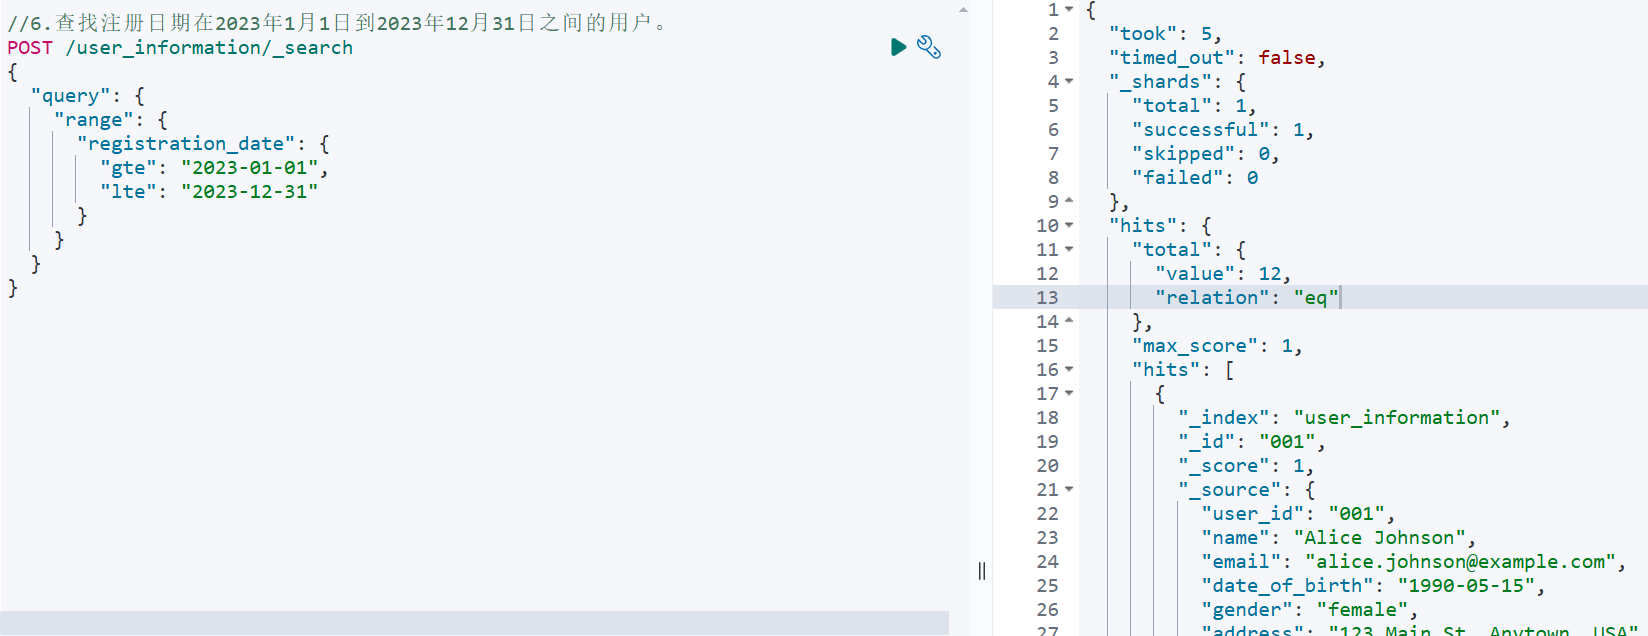 //6.查找注册日期在2023年1月1日到2023年12月31日之间的用户。
POST /user_information/_search
{
  "query": {
    "range": {
      "registration_date": {
        "gte": "2023-01-01",
        "lte": "2023-12-31"
      }
    }
  }
}
1 {
2   "took": 5,
3   "timed_out": false,
4   "_shards": {
5     "total": 1,
6     "successful": 1,
7     "skipped": 0,
8     "failed": 0
9   },
10   "hits": {
11     "total": {
12       "value": 12,
13       "relation": "eq"
14     },
15     "max_score": 1,
16     "hits": [
17       {
18         "_index": "user_information",
19         "_id": "001",
20         "_score": 1,
21         "_source": {
22           "user_id": "001",
23           "name": "Alice Johnson",
24           "email": "alice.johnson@example.com",
25           "date_of_birth": "1990-05-15",
26           "gender": "female",
27           "address": "123 Main St, Anytown, USA"